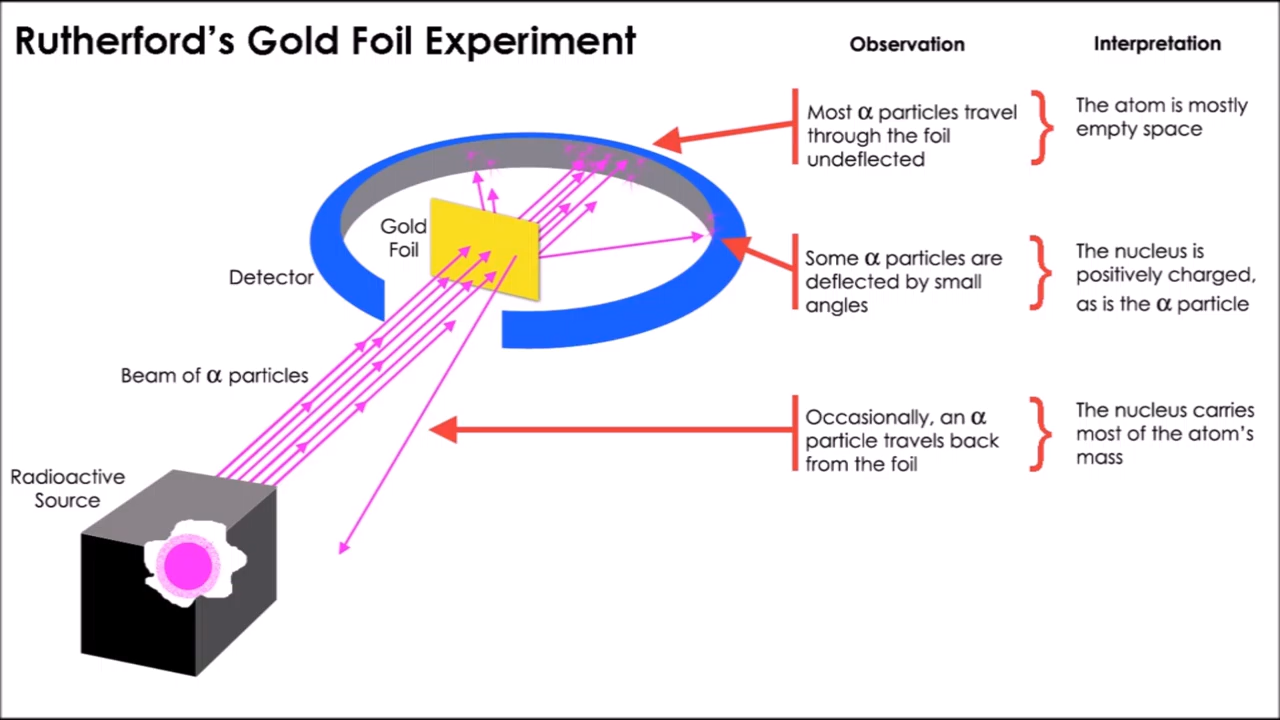 Rutherford's Gold Foil Experiment
Observation
Interpretation
Most α particles travel
through the foil
undeflected
The atom is mostly
empty space
Some α particles are
deflected by small
angles
The nucleus is
positively charged,
as is the α particle
Occasionally, an α
particle travels back
from the foil
The nucleus carries
most of the atom's
mass
Gold
Foil
Detector
Beam of α particles
Radioactive
Source